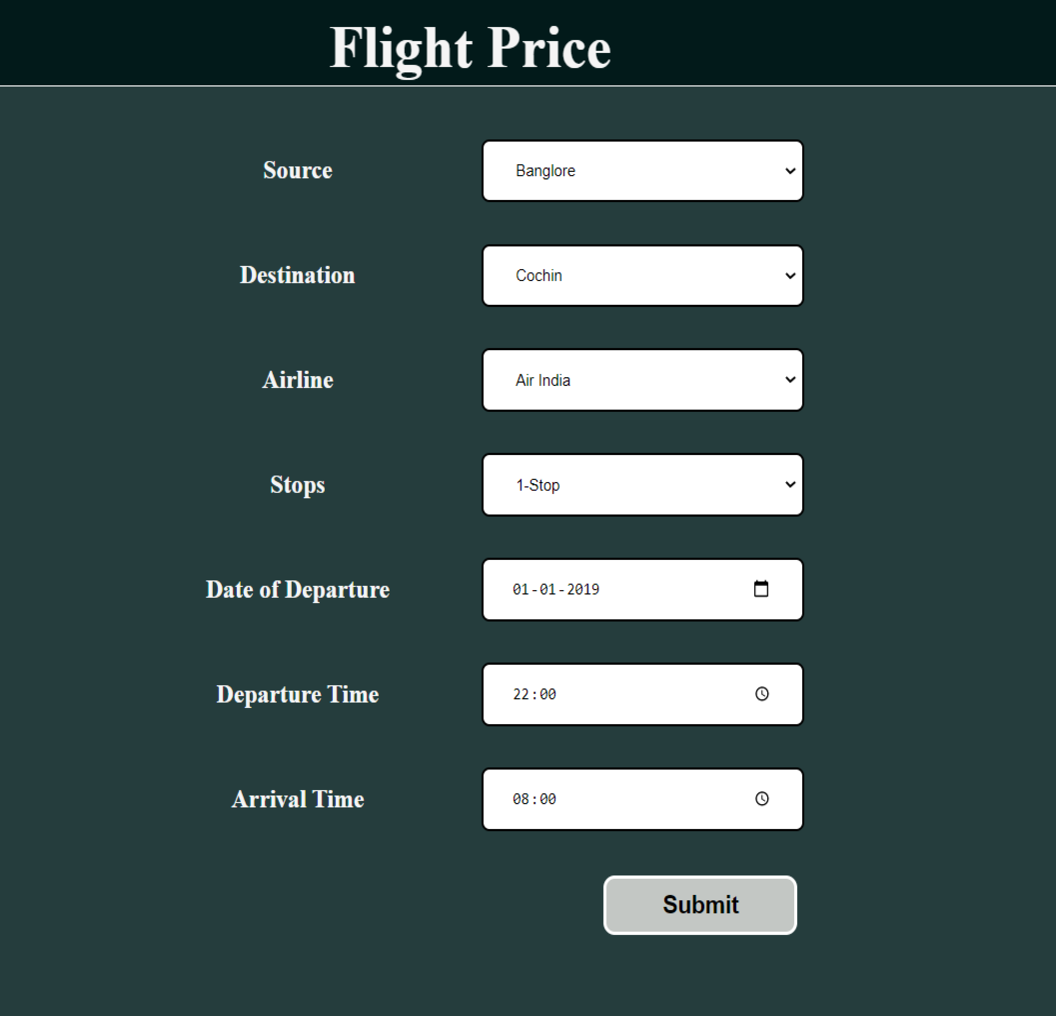 Flight Price
Source Banglore
Destination Cochin
Airline Air India
Stops 1-Stop
Date of Departure 01-01-2019
Departure Time 22:00
Arrival Time 08:00
Submit